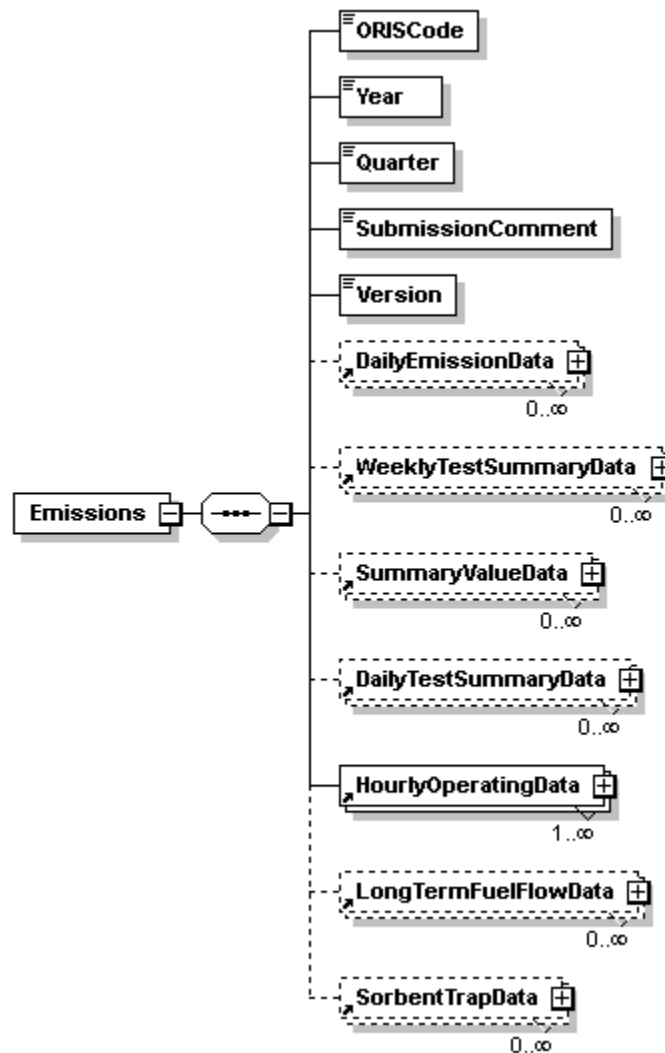 ORISCode
Year
Quarter
SubmissionComment
Version
DailyEmissionData
0..∞
WeeklyTestSummaryData
0..∞
Emissions
SummaryValueData
0..∞
DailyTestSummaryData
0..∞
HourlyOperatingData
1..∞
LongTermFuelFlowData
0..∞
SorbentTrapData
0..∞